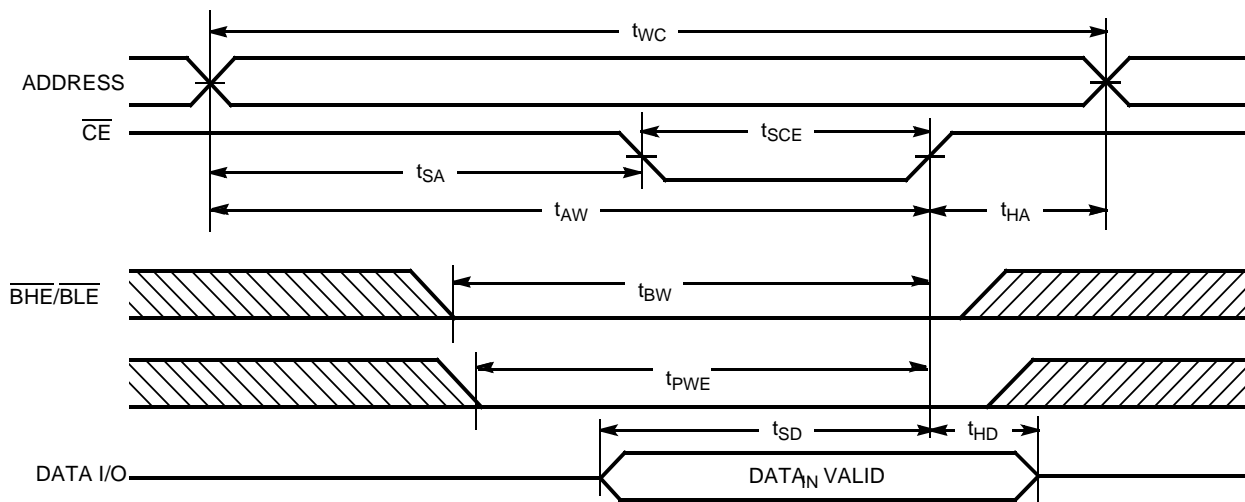 tWC
ADDRESS
CE
tSCE
tSA
tAW
tHA
BHE/BLE
tBW
tPWE
tSD
tHD
DATA I/O
DATAIN VALID